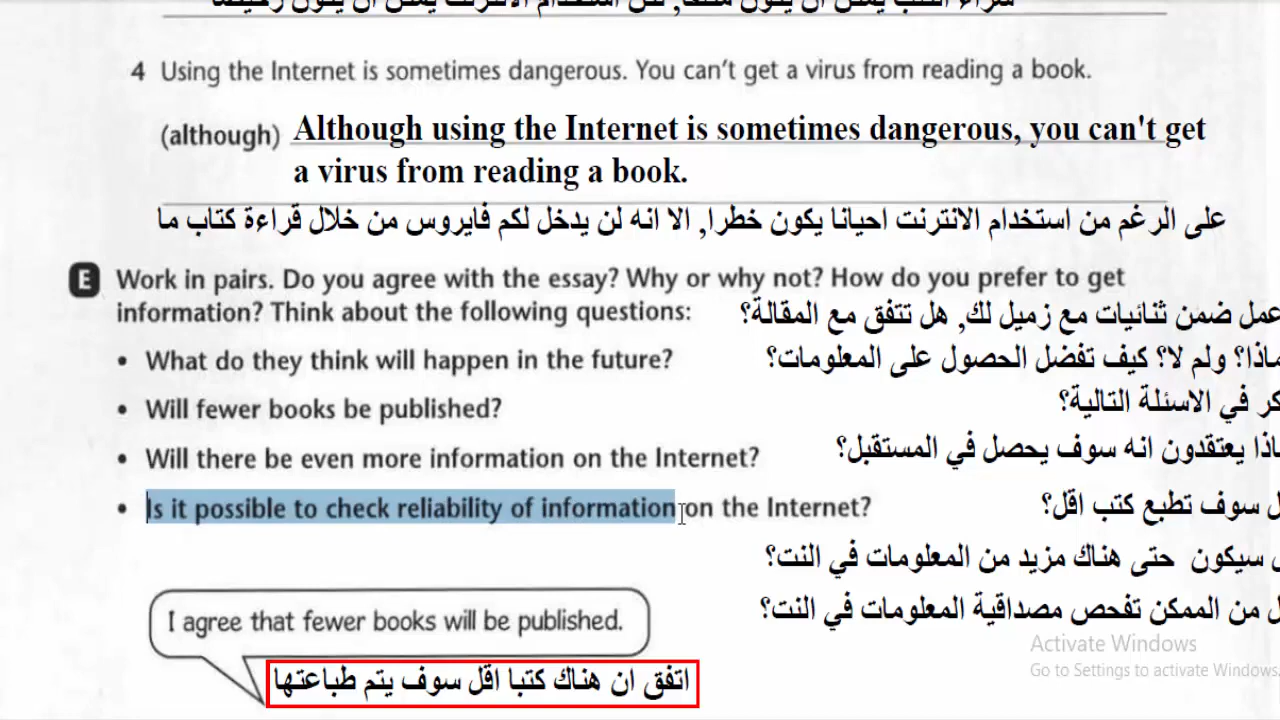 4 Using the Internet is sometimes dangerous. You can't get a virus from reading a book.
(although) Although using the Internet is sometimes dangerous, you can't get
a virus from reading a book.
على الرغم من استخدام الانترنت احيانا يكون خطرا, الا انه لن يدخل لكم فايروس من خلال قراءة كتاب ما
E Work in pairs. Do you agree with the essay? Why or why not? How do you prefer to get
information? Think about the following questions:
ضمن ثنائيات مع زميل لك, هل تتفق مع المقالة؟
• What do they think will happen in the future?
ولم لا؟ كيف تفضل الحصول على المعلومات؟
• Will fewer books be published?
في الاسئلة التالية؟
• Will there be even more information on the Internet?
يعتقدون انه سوف يحصل في المستقبل؟
• Is it possible to check reliability of information on the Internet?
سوف تطبع كتب اقل؟
سيكون حتى هناك مزيد من المعلومات في النت؟
من الممكن تفحص مصداقية المعلومات في النت؟
I agree that fewer books will be published.
اتفق ان هناك كتبا اقل سوف يتم طباعتها
Activate Windows
Go to Settings to activate Windows.